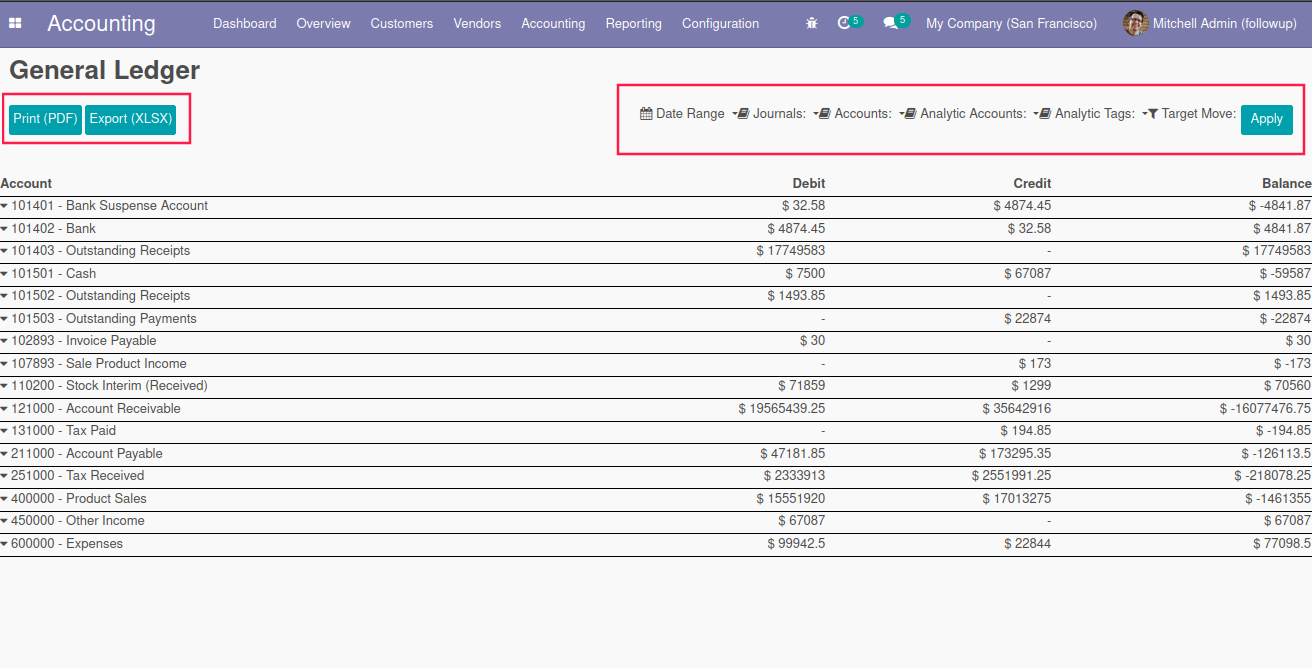 Accounting Dashboard Overview Customers Vendors Accounting Reporting Configuration 5 5 My Company (San Francisco) Mitchell Admin (followup)
General Ledger
Print (PDF) Export (XLSX) Date Range Journals: Accounts: Analytic Accounts: Analytic Tags: Target Move: Apply
Account Debit Credit Balance
101401 - Bank Suspense Account $ 32.58 $ 4874.45 $ -4841.87
101402 - Bank $ 4874.45 $ 32.58 $ 4841.87
101403 - Outstanding Receipts $ 17749583 - $ 17749583
101501 - Cash $ 7500 $ 67087 $ -59587
101502 - Outstanding Receipts $ 1493.85 - $ 1493.85
101503 - Outstanding Payments - $ 22874 $ -22874
102893 - Invoice Payable $ 30 - $ 30
107893 - Sale Product Income - $ 173 $ -173
110200 - Stock Interim (Received) $ 71859 $ 1299 $ 70560
121000 - Account Receivable $ 19565439.25 $ 35642916 $ -16077476.75
131000 - Tax Paid - $ 194.85 $ -194.85
211000 - Account Payable $ 47181.85 $ 173295.35 $ -126113.5
251000 - Tax Received $ 2333913 $ 2551991.25 $ -218078.25
400000 - Product Sales $ 15551920 $ 17013275 $ -1461355
450000 - Other Income $ 67087 - $ 67087
600000 - Expenses $ 99942.5 $ 22844 $ 77098.5